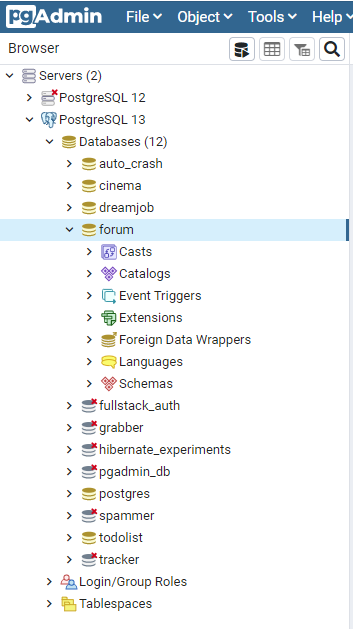 pgAdmin File Object Tools Help
Browser
Servers (2)
PostgreSQL 12
PostgreSQL 13
Databases (12)
auto_crash
cinema
dreamjob
forum
Casts
Catalogs
Event Triggers
Extensions
Foreign Data Wrappers
Languages
Schemas
fullstack_auth
grabber
hibernate_experiments
pgadmin_db
postgres
spammer
todolist
tracker
Login/Group Roles
Tablespaces